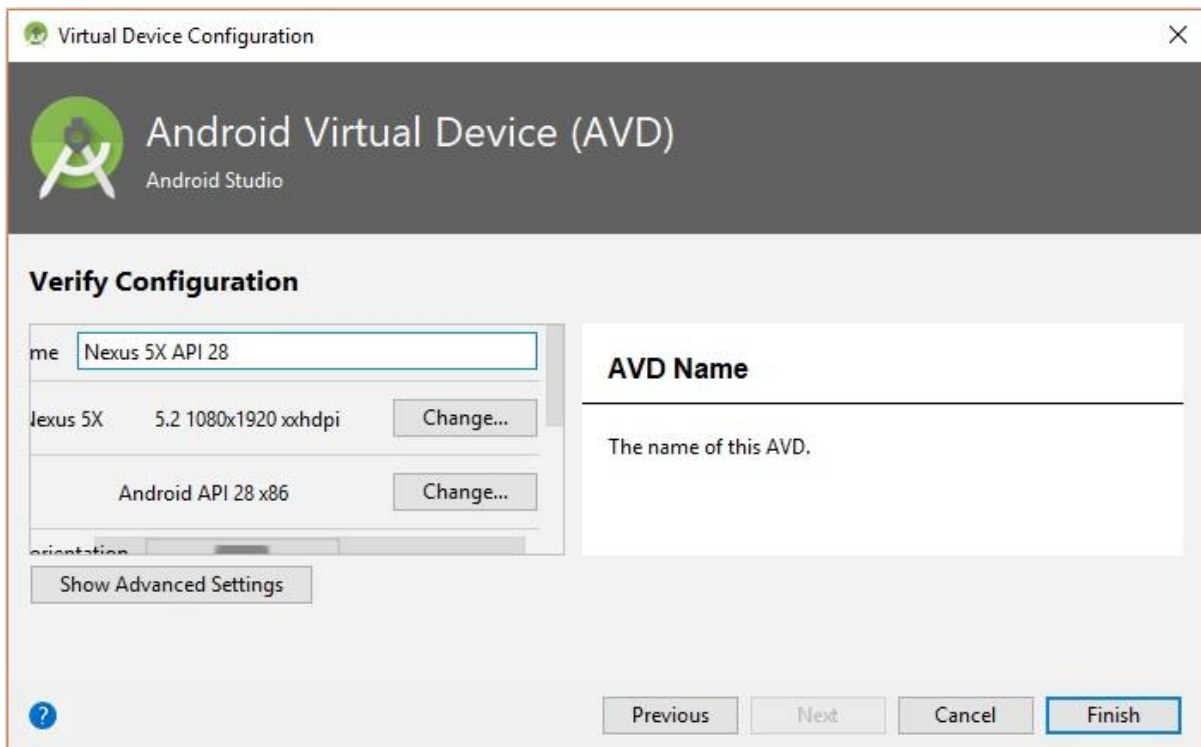 Virtual Device Configuration
Android Virtual Device (AVD)
Android Studio
Verify Configuration
me Nexus 5X API 28
Nexus 5X 5.2 1080x1920 xxhdpi Change...
Android API 28 x86 Change...
orientation
Show Advanced Settings
AVD Name
The name of this AVD.
?
Previous Next Cancel Finish